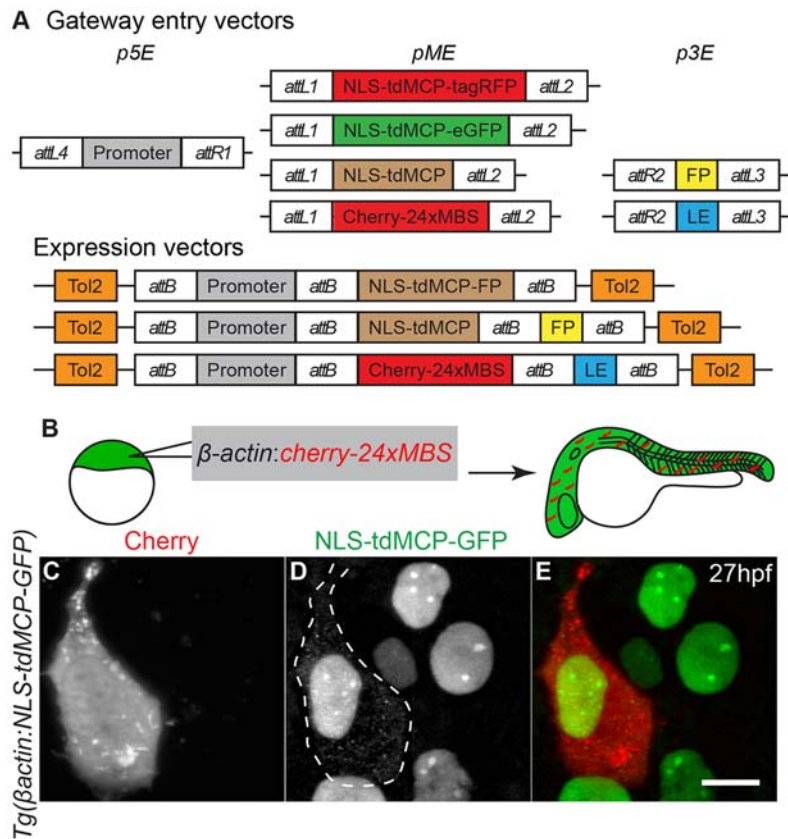 A Gateway entry vectors
p5E pME p3E
attL1 NLS-tdMCP-tagRFP attL2
attL1 NLS-tdMCP-eGFP attL2
attL4 Promoter attR1
attL1 NLS-tdMCP attL2 attR2 FP attL3
attL1 Cherry-24xMBS attL2 attR2 LE attL3
Expression vectors
Tol2 attB Promoter attB NLS-tdMCP-FP attB Tol2
Tol2 attB Promoter attB NLS-tdMCP attB FP attB Tol2
Tol2 attB Promoter attB Cherry-24xMBS attB LE attB Tol2
B
β-actin:cherry-24xMBS
Cherry NLS-tdMCP-GFP
C D E 27hpf
Tg(βactin:NLS-tdMCP-GFP)